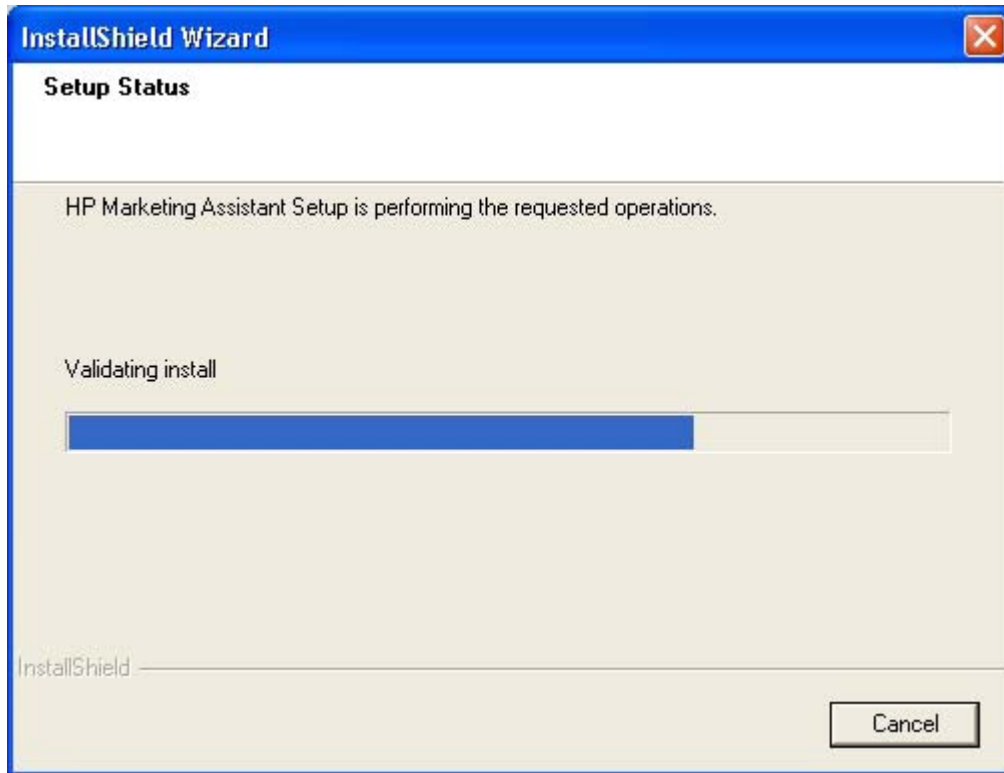 InstallShield Wizard
Setup Status
HP Marketing Assistant Setup is performing the requested operations.
Validating install
InstallShield
Cancel